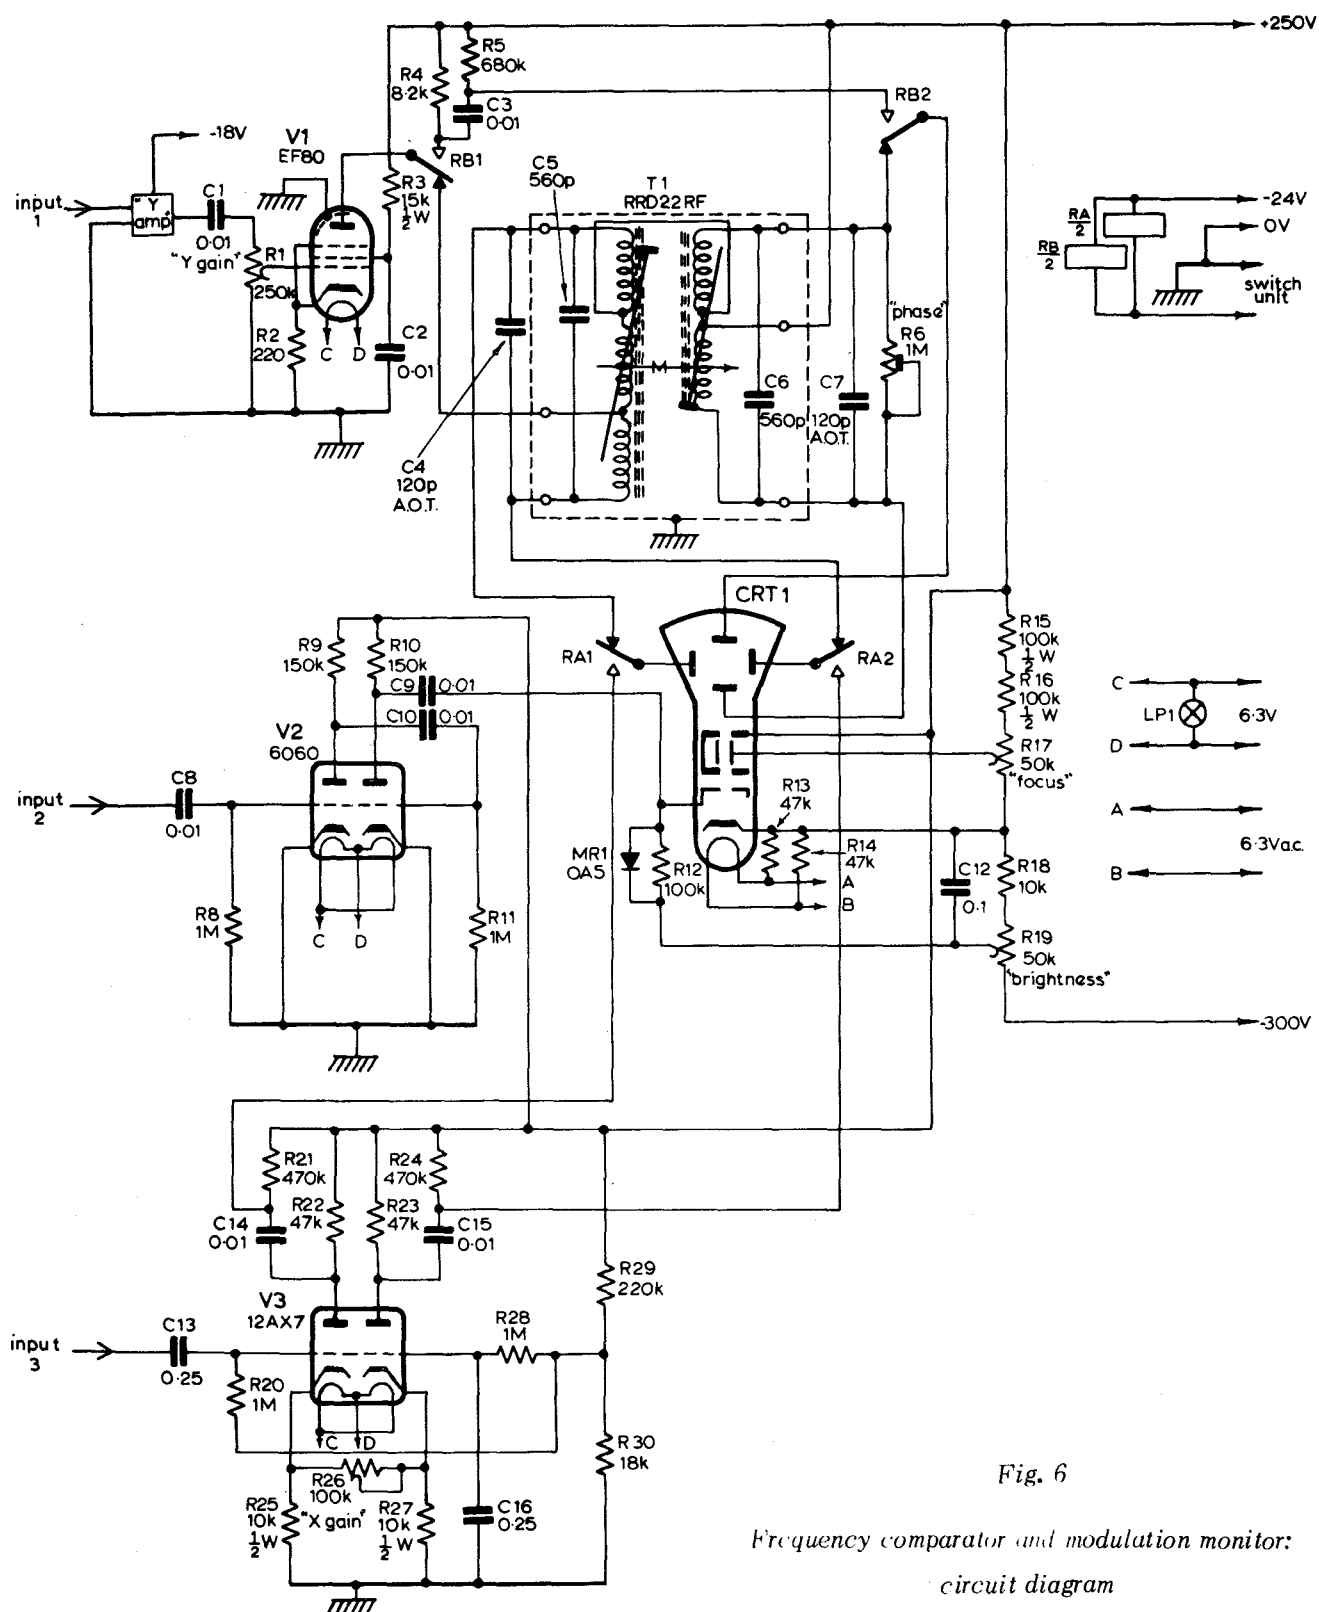 +250V
R5
680k
R4
8·2k
C3
0·01
RB2
-18V
V1
EF80
RB1
C5
560p
T1
RRD22RF
input
1
"Y"
amp
C1
0·01
R3
15k
½W
"Y gain"
R1
250k
R2
220
C
D
C2
0·01
M
"phase"
R6
1M
C6
560p
C7
120p
A.O.T.
C4
120p
A.O.T.
RA
2
RB
2
-24V
0V
switch
unit
CRT1
RA1
RA2
R9
150k
R10
150k
C9
0·01
C10
0·01
V2
6060
input
2
C8
0·01
R8
1M
C
D
R11
1M
R15
100k
½W
R16
100k
½W
R17
50k
"focus"
R13
47k
R14
47k
MR1
OA5
R12
100k
A
B
C12
0·1
R18
10k
R19
50k
"brightness"
-300V
C
LP1
6·3V
D
A
6·3Va.c.
B
R21
470k
R24
470k
R22
47k
R23
47k
C14
0·01
C15
0·01
V3
12AX7
input
3
C13
0·25
R28
1M
R29
220k
R20
1M
C
D
R30
18k
R26
100k
"X gain"
R25
10k
½W
R27
10k
½W
C16
0·25
Fig. 6
Frequency comparator and modulation monitor:
circuit diagram